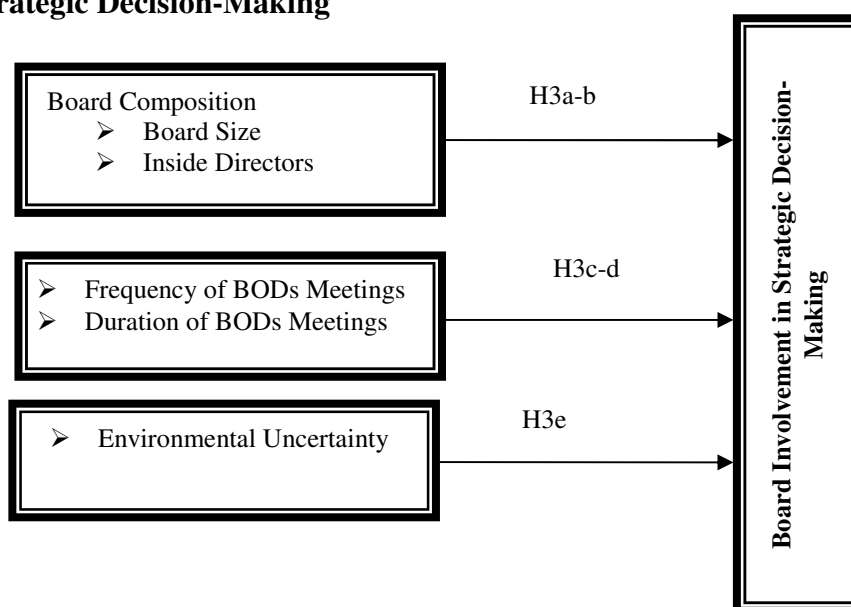 rategic Decision-Making
Board Composition
➢ Board Size
➢ Inside Directors
H3a-b
➢ Frequency of BODs Meetings
➢ Duration of BODs Meetings
H3c-d
➢ Environmental Uncertainty
H3e
Board Involvement in Strategic Decision-
Making